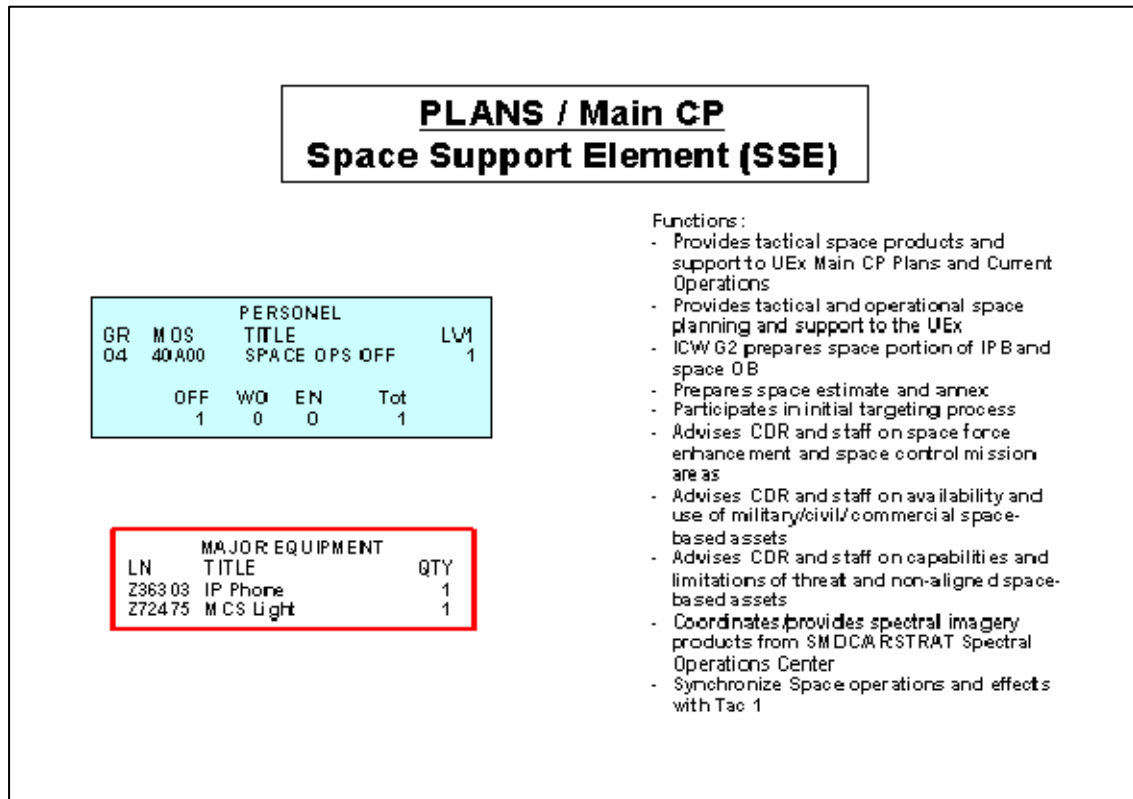 PLANS / Main CP
Space Support Element (SSE)
PERSONEL
GR MOS TITLE LV1
04 40A00 SPACE OPS OFF 1
OFF WO EN Tot
1 0 0 1
MAJOR EQUIPMENT
LN TITLE QTY
Z36303 IP Phone 1
Z72475 MCS Light 1
Functions:
- Provides tactical space products and
support to UEx Main CP Plans and Current
Operations
- Provides tactical and operational space
planning and support to the UEx
- ICW G2 prepares space portion of IPB and
space OB
- Prepares space estimate and annex
- Participates in initial targeting process
- Advises CDR and staff on space force
enhancement and space control mission
areas
- Advises CDR and staff on availability and
use of military/civil/commercial space-
based assets
- Advises CDR and staff on capabilities and
limitations of threat and non-aligned space-
based assets
- Coordinates/provides spectral imagery
products from SMDC/ARSTRAT Spectral
Operations Center
- Synchronize Space operations and effects
with Tac 1